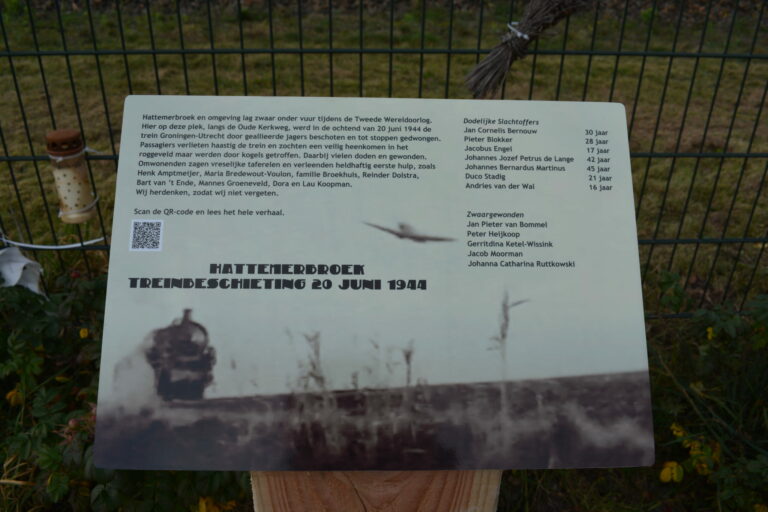 Hattemerbroek en omgeving lag zwaar onder vuur tijdens de Tweede Wereldoorlog.
Hier op deze plek, langs de Oude Kerkweg, werd in de ochtend van 20 juni 1944 de
trein Groningen-Utrecht door geallieerde jagers beschoten en tot stoppen gedwongen.
Passagiers verlieten haastig de trein en zochten een veilig heenkomen in het
roggeveld maar werden door kogels getroffen. Daarbij vielen doden en gewonden.
Omwonenden zagen vreselijke taferelen en verleenden heldhaftig eerste hulp, zoals
Henk Amptmeijer, Maria Bredewout-Voulon, familie Broekhuis, Reinder Dolstra,
Bart van 't Ende, Mannes Groeneveld, Dora en Lau Koopman.
Wij herdenken, zodat wij niet vergeten.
Scan de QR-code en lees het hele verhaal.
HATTEMERBROEK
TREINBESCHIETING 20 JUNI 1944
Dodelijke Slachtoffers
Jan Cornelis Bernouw 30 jaar
Pieter Blokker 28 jaar
Jacobus Engel 17 jaar
Johannes Jozef Petrus de Lange 42 jaar
Johannes Bernardus Martinus 45 jaar
Duco Stadig 21 jaar
Andries van der Wal 16 jaar
Zwaargewonden
Jan Pieter van Bommel
Peter Heijkoop
Gerritdina Ketel-Wissink
Jacob Moorman
Johanna Catharina Ruttkowski